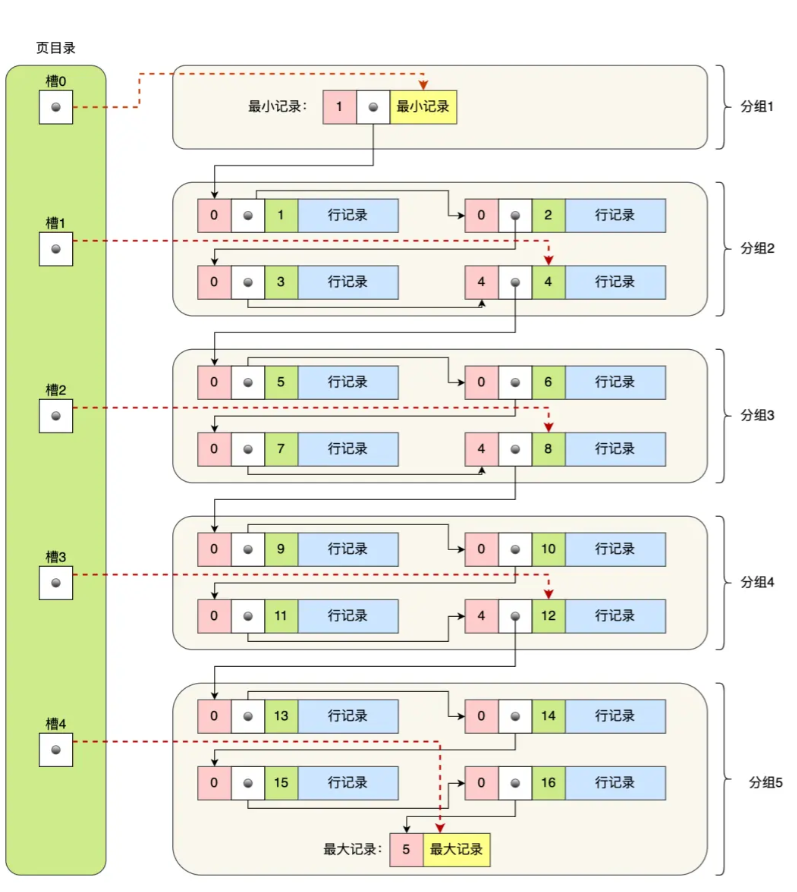 页目录
槽0
最小记录： 1 最小记录
分组1
0 1 行记录 0 2 行记录
槽1
分组2
0 3 行记录 4 4 行记录
0 5 行记录 0 6 行记录
槽2
分组3
0 7 行记录 4 8 行记录
0 9 行记录 0 10 行记录
槽3
分组4
0 11 行记录 4 12 行记录
0 13 行记录 0 14 行记录
槽4
0 15 行记录 0 16 行记录
分组5
最大记录： 5 最大记录